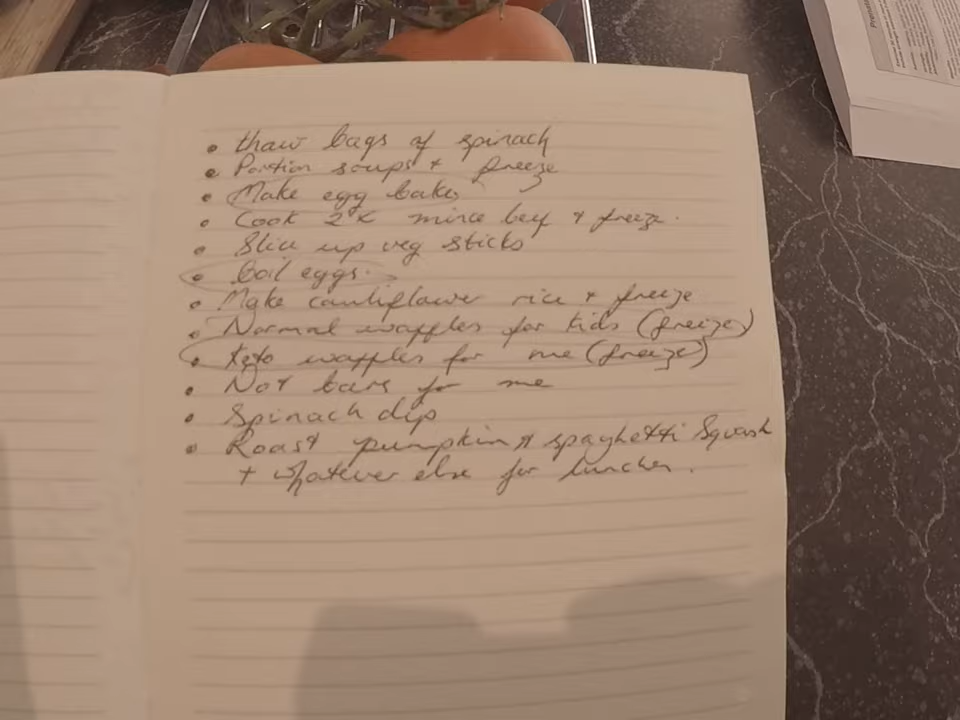 • thaw bags of spinach
• Portion soups + freeze
• Make egg bakes
• Cook 2x mince beef + freeze.
• Slice up veg sticks
• boil eggs.
• Make cauliflower rice + freeze
• Normal waffles for kids (freeze)
• Keto waffles for me (freeze)
• Nut bars for me
• Spinach dip
• Roast pumpkin + spaghetti Squash
+ whatever else for lunches.